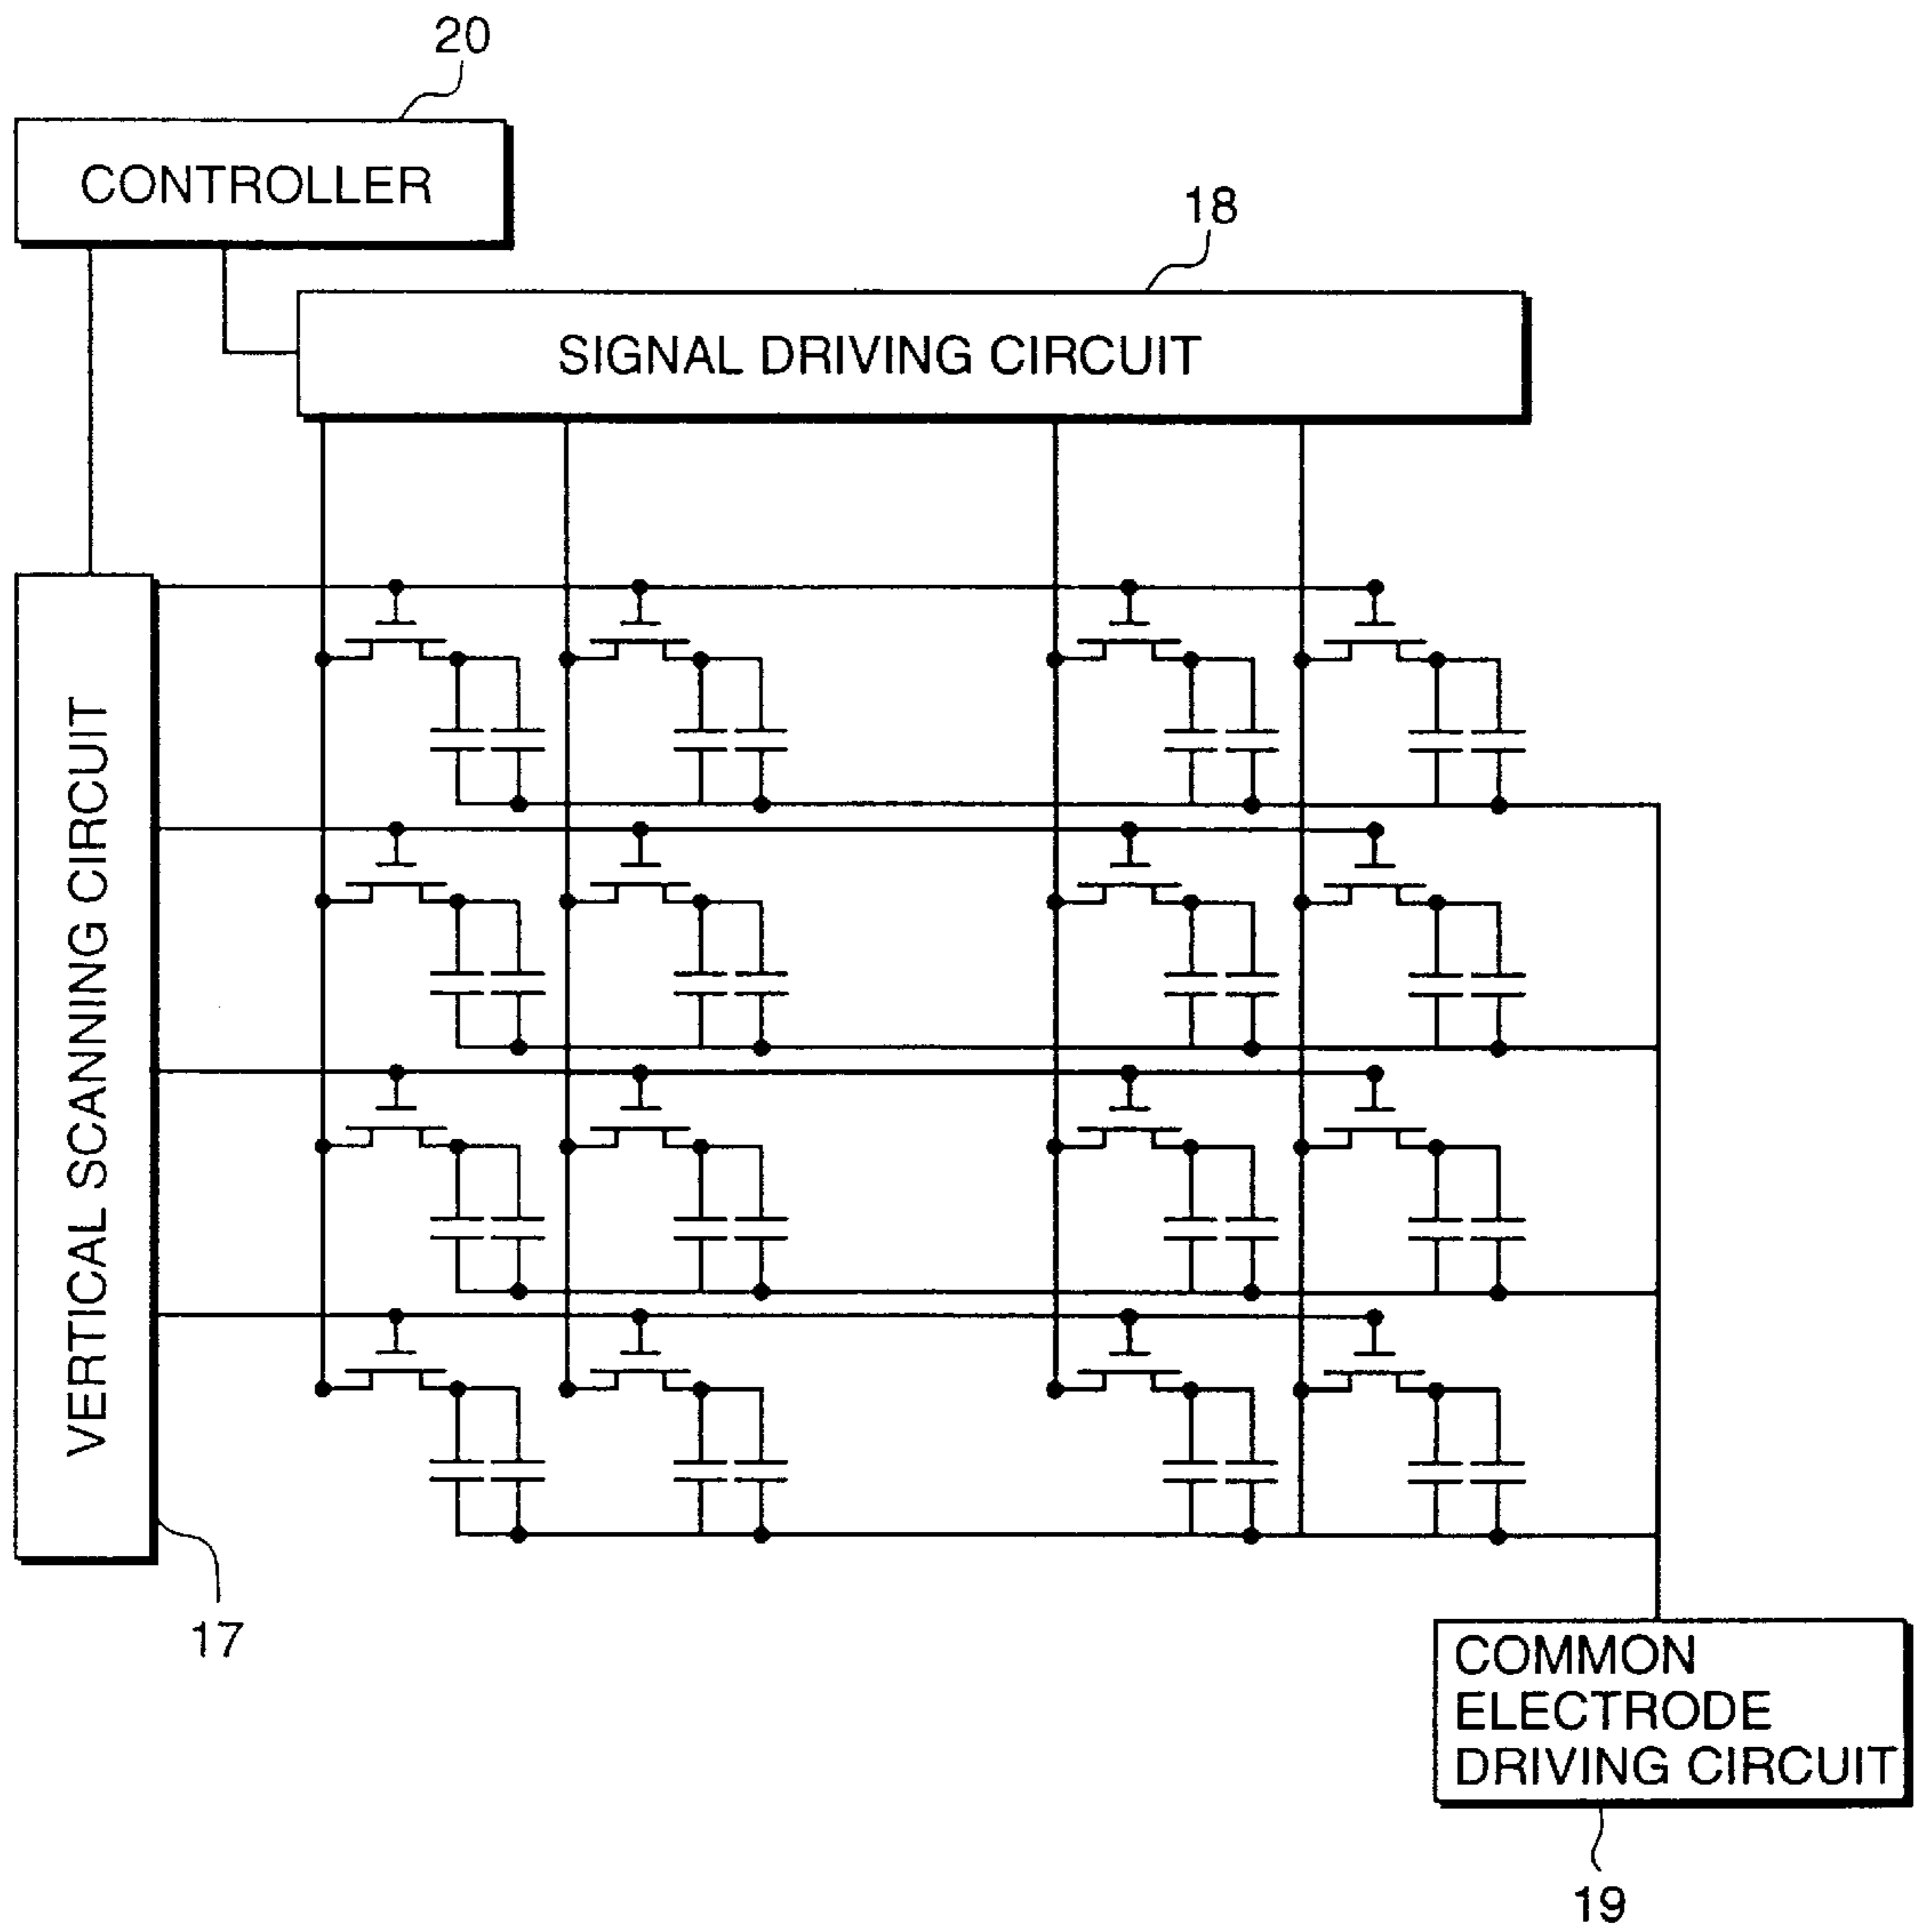 20
CONTROLLER
18
SIGNAL DRIVING CIRCUIT
VERTICAL SCANNING CIRCUIT
17
COMMON
ELECTRODE
DRIVING CIRCUIT
19